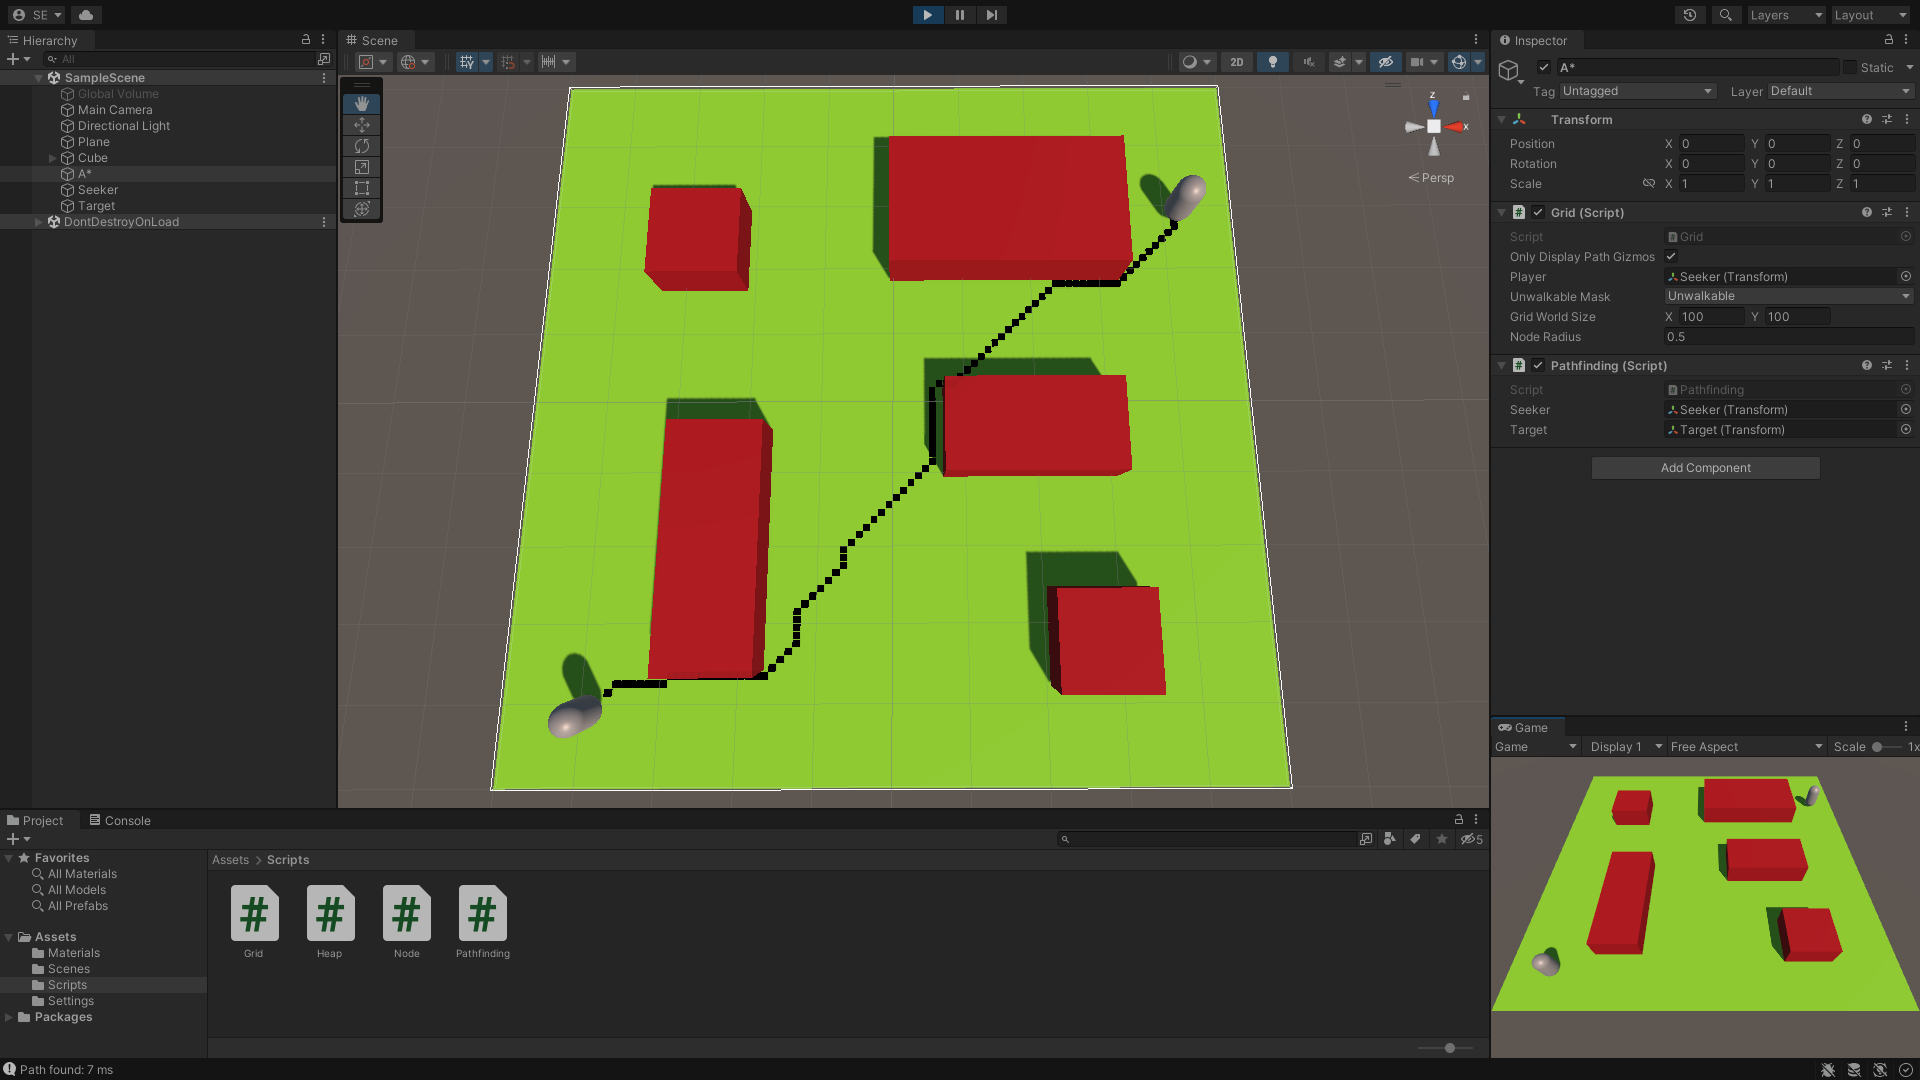 SE
Layers
Layout
Hierarchy
All
SampleScene
Global Volume
Main Camera
Directional Light
Plane
Cube
A*
Seeker
Target
DontDestroyOnLoad
Scene
2D
z
x
Persp
Inspector
A*
Static
Tag Untagged Layer Default
Transform
Position X 0 Y 0 Z 0
Rotation X 0 Y 0 Z 0
Scale X 1 Y 1 Z 1
Grid (Script)
Script Grid
Only Display Path Gizmos
Player Seeker (Transform)
Unwalkable Mask Unwalkable
Grid World Size X 100 Y 100
Node Radius 0.5
Pathfinding (Script)
Script Pathfinding
Seeker Seeker (Transform)
Target Target (Transform)
Add Component
Game
Game Display 1 Free Aspect Scale 1x
Project Console
5
Favorites
All Materials
All Models
All Prefabs
Assets
Materials
Scenes
Scripts
Settings
Packages
Assets > Scripts
# # # #
Grid Heap Node Pathfinding
Path found: 7 ms